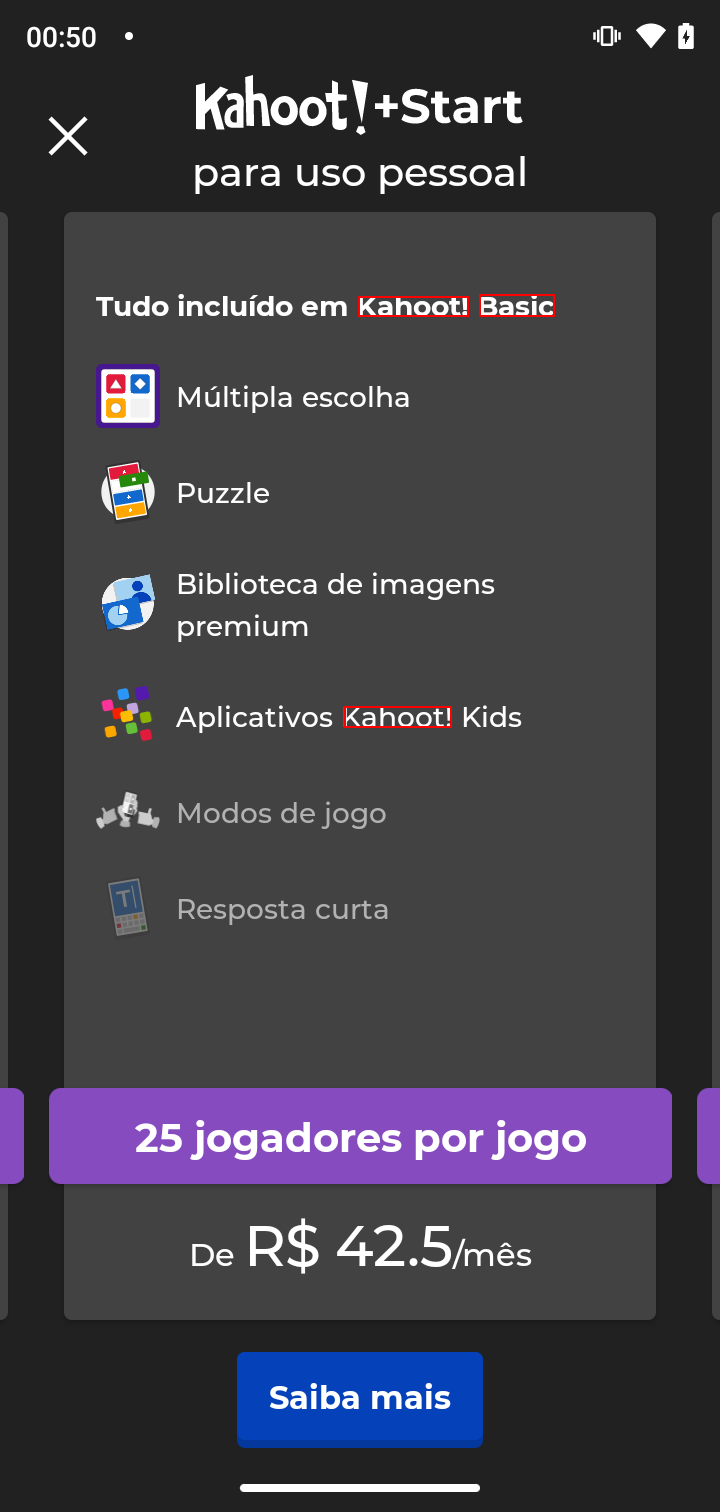 00:50
Kahoot!+Start
para uso pessoal
Tudo incluído em Kahoot! Basic
Múltipla escolha
Puzzle
Biblioteca de imagens
premium
Aplicativos Kahoot! Kids
Modos de jogo
Resposta curta
25 jogadores por jogo
De R$ 42.5/mês
Saiba mais